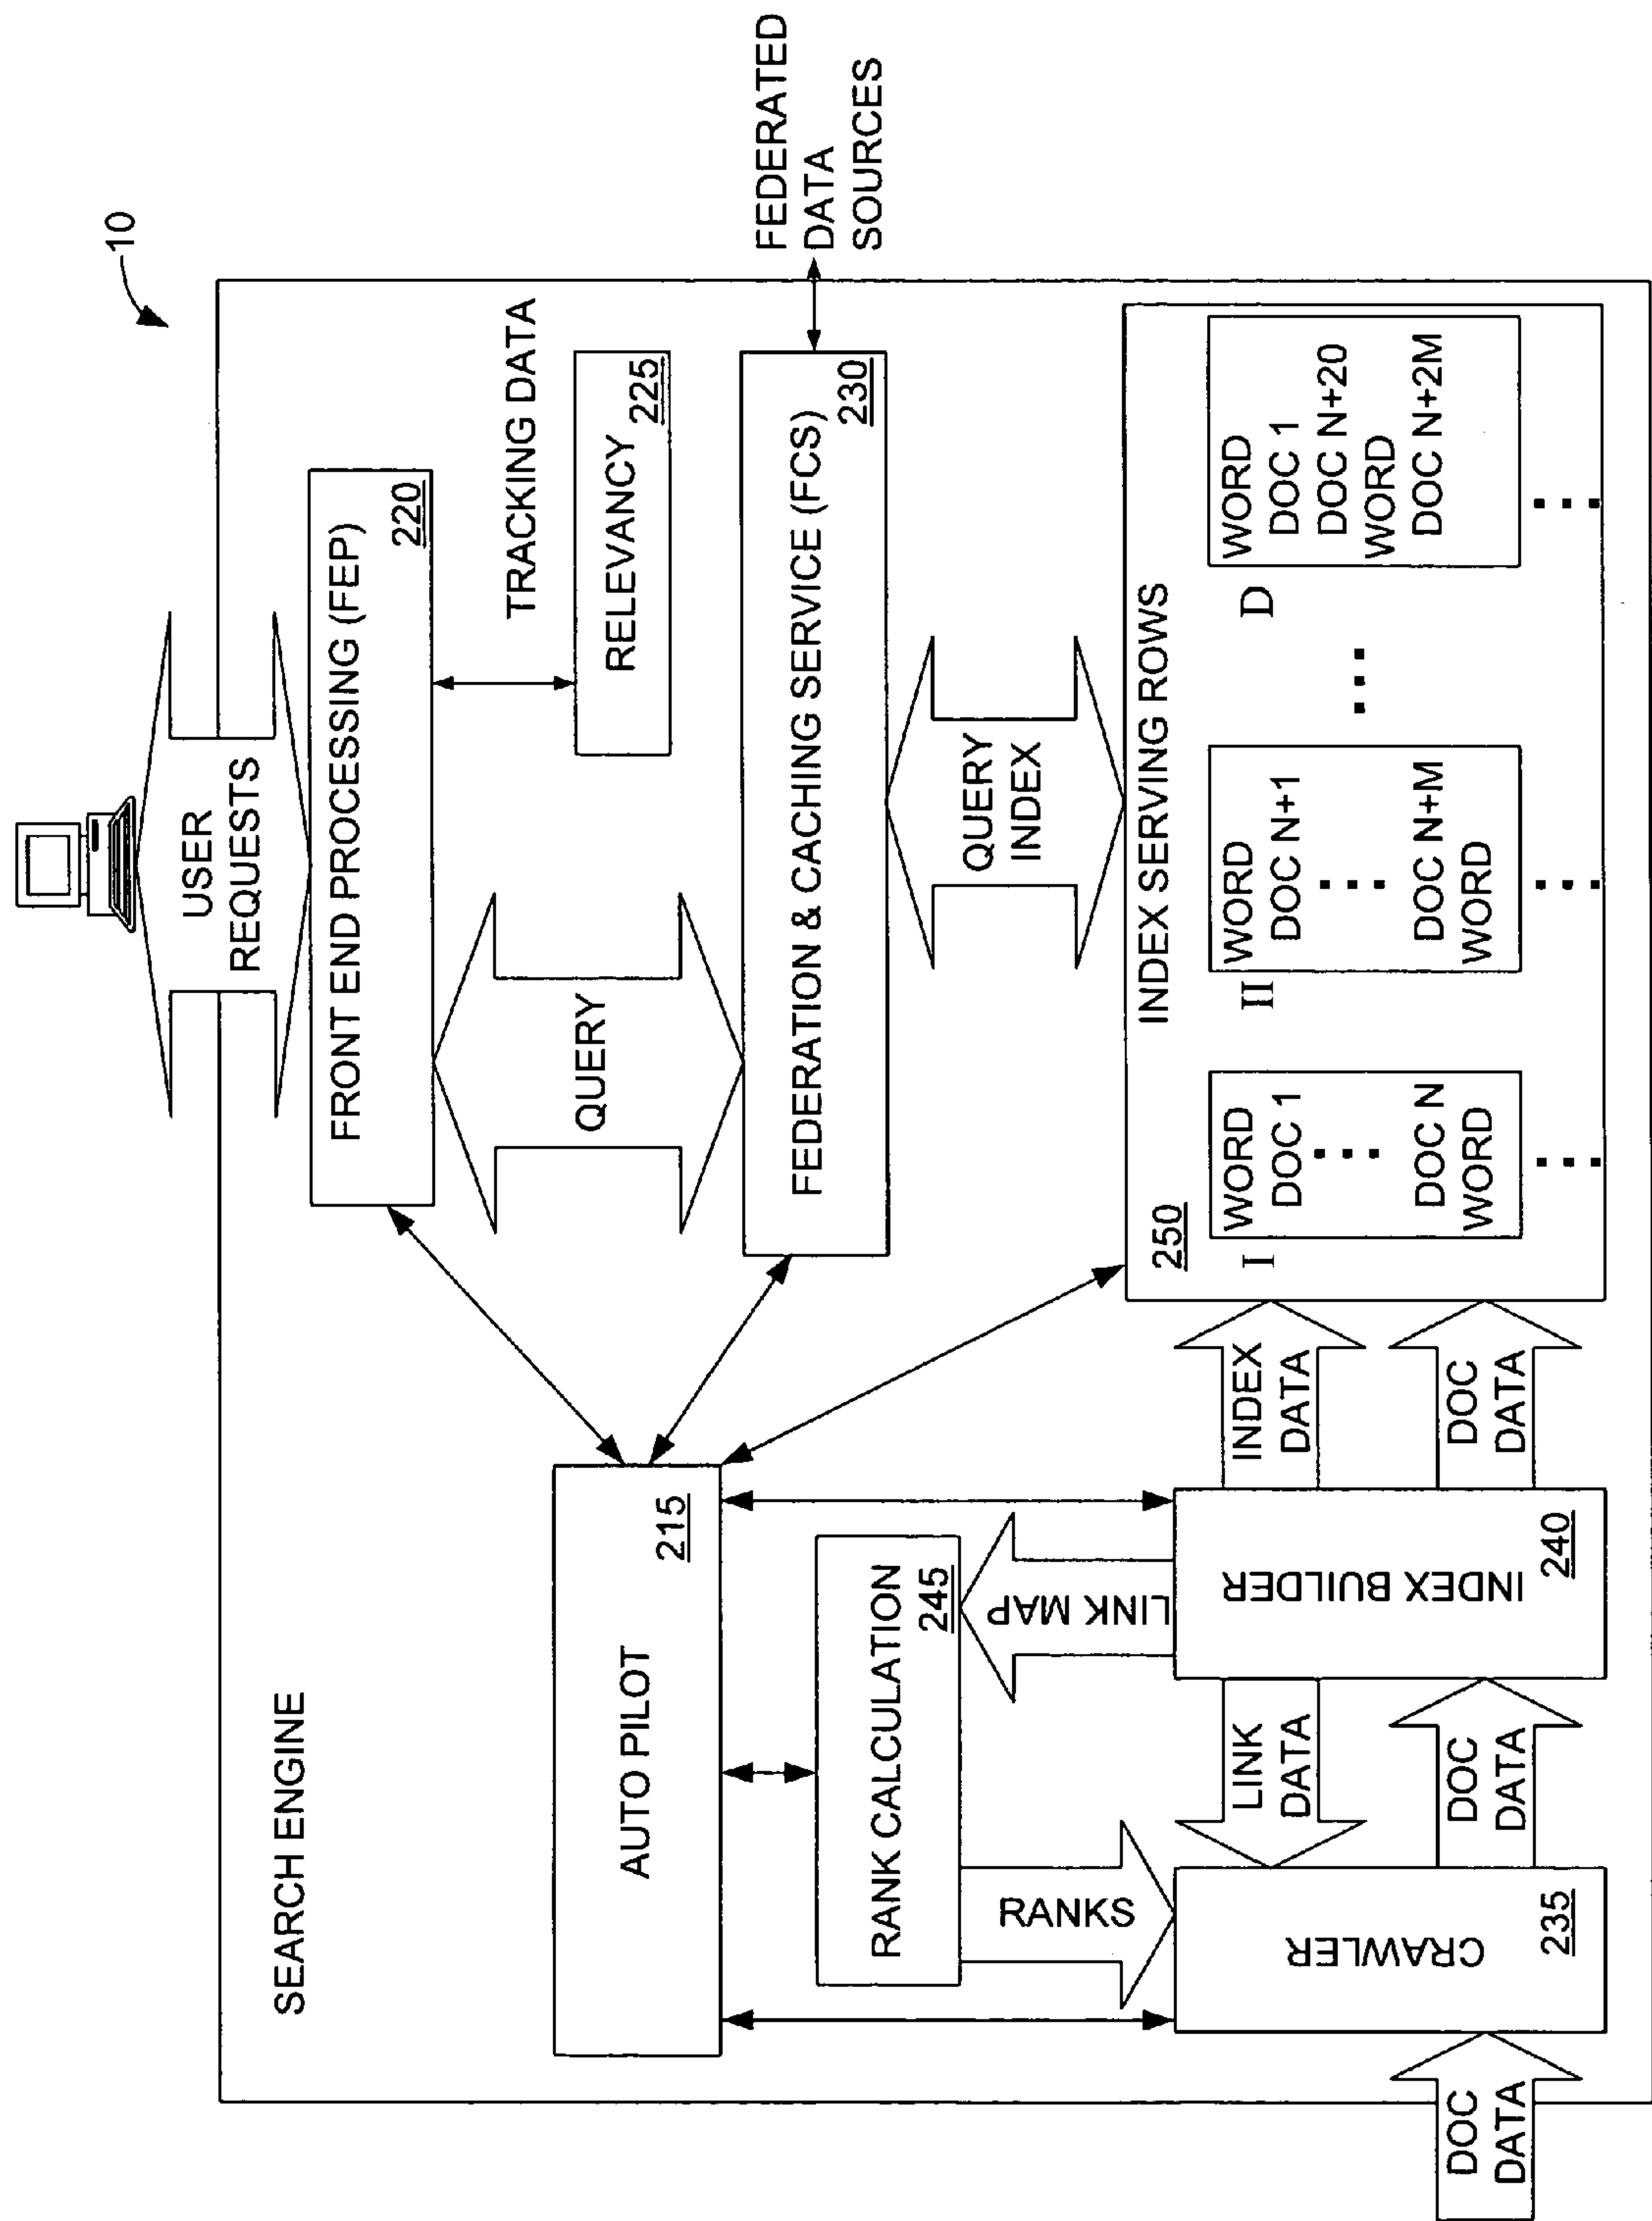 10
USER
REQUESTS
SEARCH ENGINE
FRONT END PROCESSING (FEP)
220
TRACKING DATA
QUERY
RELEVANCY
225
AUTO PILOT
215
FEDERATION & CACHING SERVICE (FCS)
230
FEDERATED
DATA
SOURCES
RANK CALCULATION
245
RANKS
LINK MAP
QUERY
INDEX
CRAWLER
235
LINK
DATA
DOC
DATA
DOC
DATA
INDEX BUILDER
240
INDEX
DATA
DOC
DATA
250
INDEX SERVING ROWS
I
WORD
DOC 1
DOC N
WORD
II
WORD
DOC N+1
DOC N+M
WORD
D
WORD
DOC 1
DOC N+20
WORD
DOC N+2M